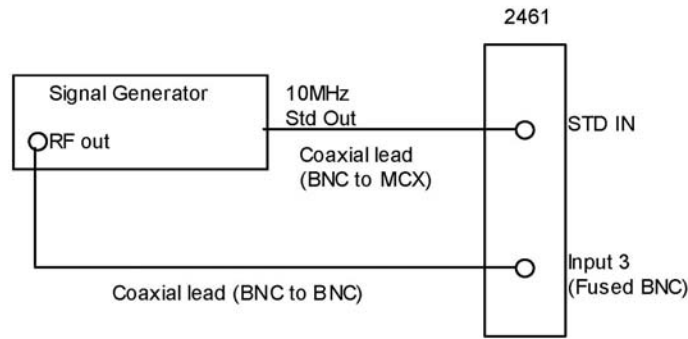 2461
Signal Generator
RF out
10MHz
Std Out
STD IN
Coaxial lead
(BNC to MCX)
Input 3
(Fused BNC)
Coaxial lead (BNC to BNC)